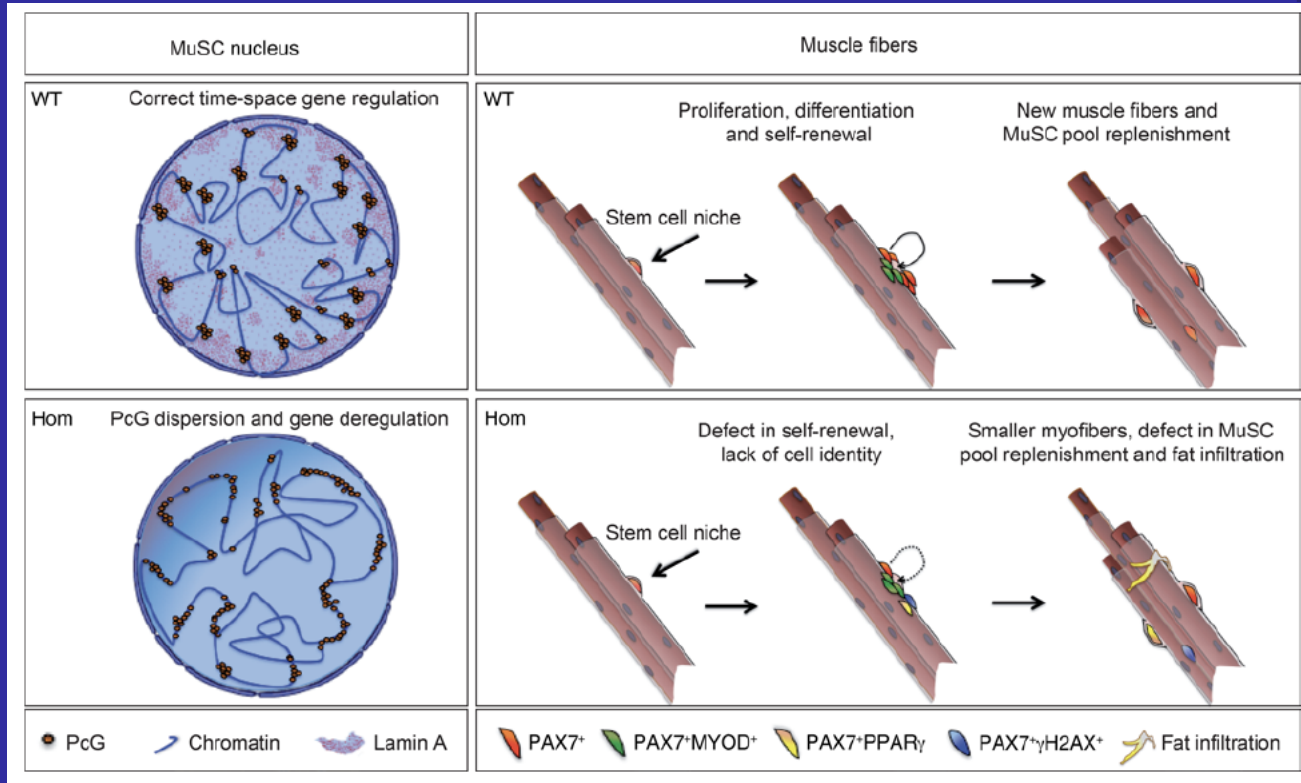 MuSC nucleus
Muscle fibers
WT
Correct time-space gene regulation
WT
Proliferation, differentiation
and self-renewal
New muscle fibers and
MuSC pool replenishment
Stem cell niche
Hom
PcG dispersion and gene deregulation
Hom
Defect in self-renewal,
lack of cell identity
Smaller myofibers, defect in MuSC
pool replenishment and fat infiltration
Stem cell niche
PcG
Chromatin
Lamin A
PAX7⁺
PAX7⁺MYOD⁺
PAX7⁺PPARγ
PAX7⁺γH2AX⁺
Fat infiltration